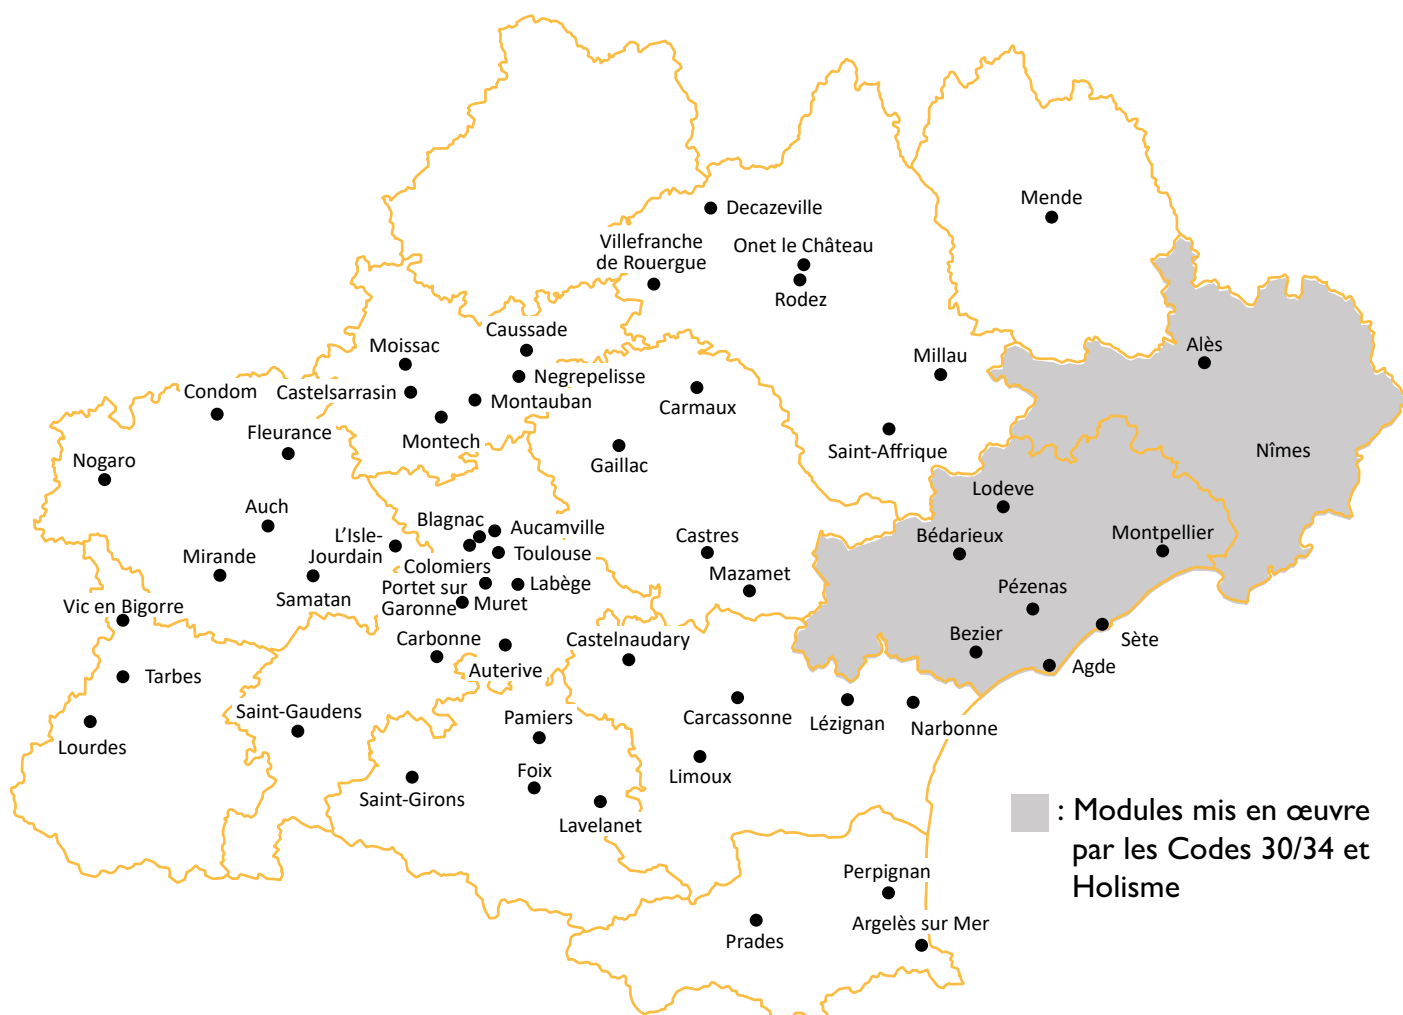 Mende
Decazeville
Villefranche
de Rouergue
Onet le Château
Rodez
Caussade
Moissac
Alès
Millau
Negrepelisse
Condom
Castelsarrasin
Montauban
Carmaux
Fleurance
Montech
Saint-Affrique
Nîmes
Nogaro
Gaillac
Lodeve
Auch
Blagnac
Aucamville
L'Isle-
Jourdain
Toulouse
Castres
Bédarieux
Montpellier
Mirande
Colomiers
Mazamet
Samatan
Portet sur
Garonne
Labège
Muret
Pézenas
Vic en Bigorre
Carbonne
Castelnaudary
Bezier
Sète
Tarbes
Auterive
Agde
Saint-Gaudens
Pamiers
Carcassonne
Lézignan
Narbonne
Lourdes
Foix
Limoux
Saint-Girons
Lavelanet
: Modules mis en œuvre
par les Codes 30/34 et
Holisme
Perpignan
Argelès sur Mer
Prades